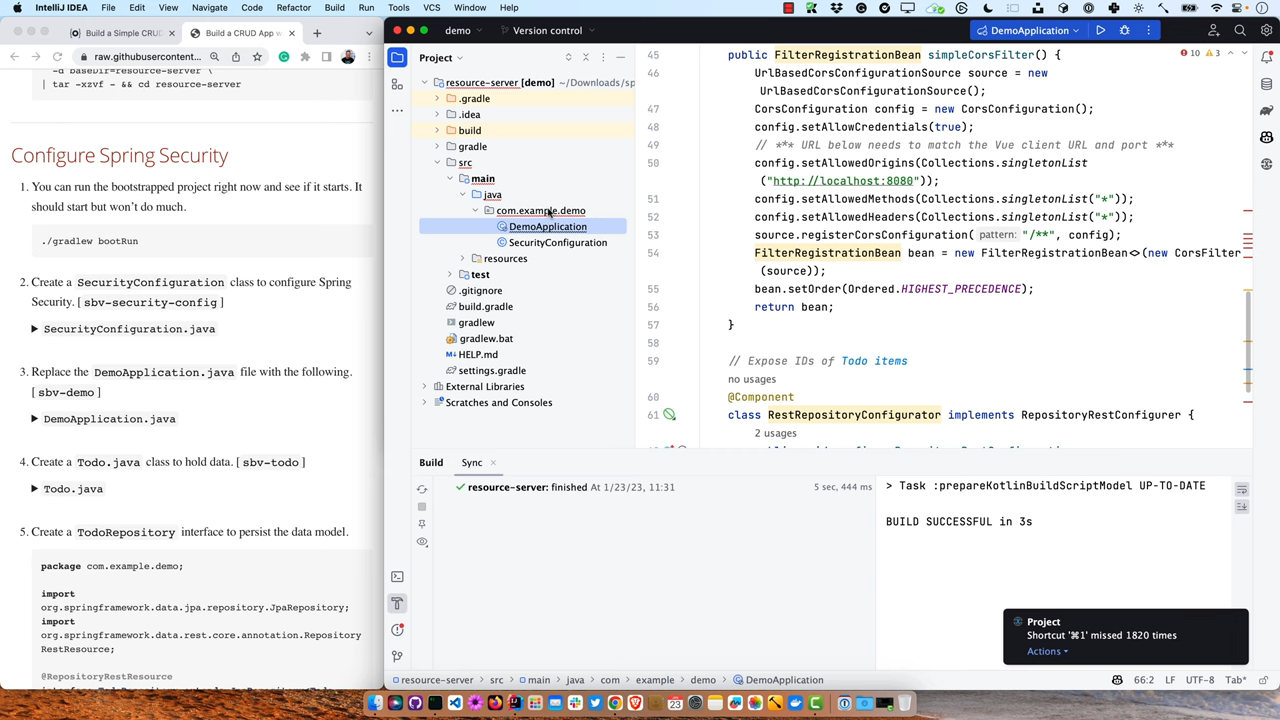 IntelliJ IDEA File Edit View Navigate Code Refactor Build Run Tools VCS Window Help
Build a Simple CRUD
Build a CRUD App w
raw.githubusercontent...
-d baseDir=resource-server \
| tar -xzvf - && cd resource-server
Configure Spring Security
1. You can run the bootstrapped project right now and see if it starts. It
should start but won't do much.
./gradlew bootRun
2. Create a SecurityConfiguration class to configure Spring
Security. [ sbv-security-config ]
SecurityConfiguration.java
3. Replace the DemoApplication.java file with the following.
[ sbv-demo ]
DemoApplication.java
4. Create a Todo.java class to hold data. [ sbv-todo ]
Todo.java
5. Create a TodoRepository interface to persist the data model.
package com.example.demo;
import
org.springframework.data.jpa.repository.JpaRepository;
import
org.springframework.data.rest.core.annotation.Repository
RestResource;
@RepositoryRestResource
demo
Version control
DemoApplication
Project
resource-server [demo] ~/Downloads/sp
.gradle
.idea
build
gradle
src
main
java
com.example.demo
DemoApplication
SecurityConfiguration
resources
test
.gitignore
build.gradle
gradlew
gradlew.bat
HELP.md
settings.gradle
External Libraries
Scratches and Consoles
10 3
45 public FilterRegistrationBean simpleCorsFilter() {
46 UrlBasedCorsConfigurationSource source = new
UrlBasedCorsConfigurationSource();
47 CorsConfiguration config = new CorsConfiguration();
48 config.setAllowCredentials(true);
49 // *** URL below needs to match the Vue client URL and port ***
50 config.setAllowedOrigins(Collections.singletonList
("http://localhost:8080"));
51 config.setAllowedMethods(Collections.singletonList("*"));
52 config.setAllowedHeaders(Collections.singletonList("*"));
53 source.registerCorsConfiguration( pattern: "/**", config);
54 FilterRegistrationBean bean = new FilterRegistrationBean<>(new CorsFilter
(source));
55 bean.setOrder(Ordered.HIGHEST_PRECEDENCE);
56 return bean;
57 }
58
59 // Expose IDs of Todo items
no usages
60 @Component
61 class RestRepositoryConfigurator implements RepositoryRestConfigurer {
2 usages
Build Sync
resource-server: finished At 1/23/23, 11:31 5 sec, 444 ms
> Task :prepareKotlinBuildScriptModel UP-TO-DATE
BUILD SUCCESSFUL in 3s
Project
Shortcut '⌘1' missed 1820 times
Actions
resource-server > src > main > java > com > example > demo > DemoApplication
66:2 LF UTF-8 Tab*
23